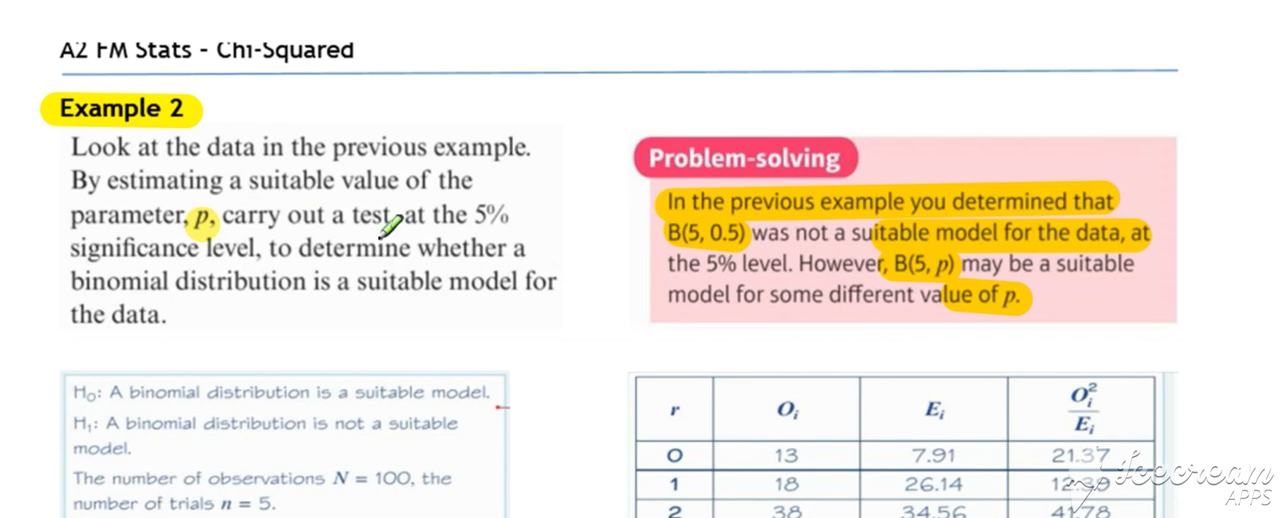 A2 FM Stats - Chi-Squared
Example 2
Look at the data in the previous example.
By estimating a suitable value of the
parameter, p, carry out a test at the 5%
significance level, to determine whether a
binomial distribution is a suitable model for
the data.
Problem-solving
In the previous example you determined that
B(5, 0.5) was not a suitable model for the data, at
the 5% level. However, B(5, p) may be a suitable
model for some different value of p.
H₀: A binomial distribution is a suitable model.
H₁: A binomial distribution is not a suitable
model.
The number of observations N = 100, the
number of trials n = 5.
r Oᵢ Eᵢ Oᵢ²/Eᵢ
0 13 7.91 21.37
1 18 26.14 12.39
2 38 34.56 41.78
Icecream
APPS